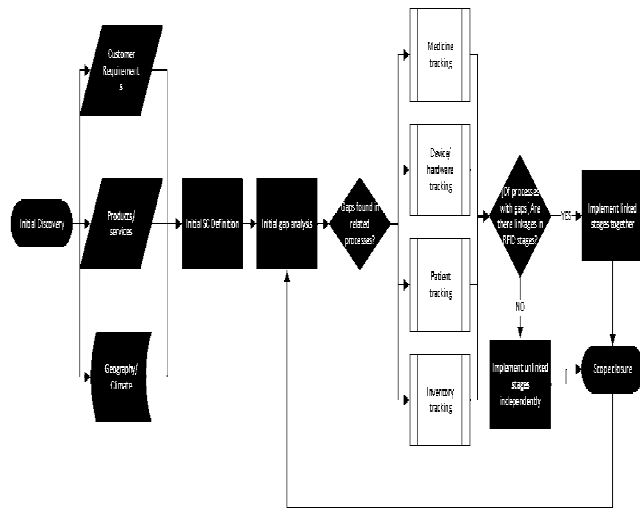 Customer
Requirement
s
Products/
services
Geography/
Climate
Initial Discovery
Initial SC Definition
Initial gap analysis
Gaps found in
related
processes?
Medicine
tracking
Device/
hardware
tracking
Patient
tracking
Inventory
tracking
Of processes
with gaps, Are
there linkages in
RFID stages?
YES
NO
Implement linked
stages together
Implement unlinked
stages
independently
Scope closure